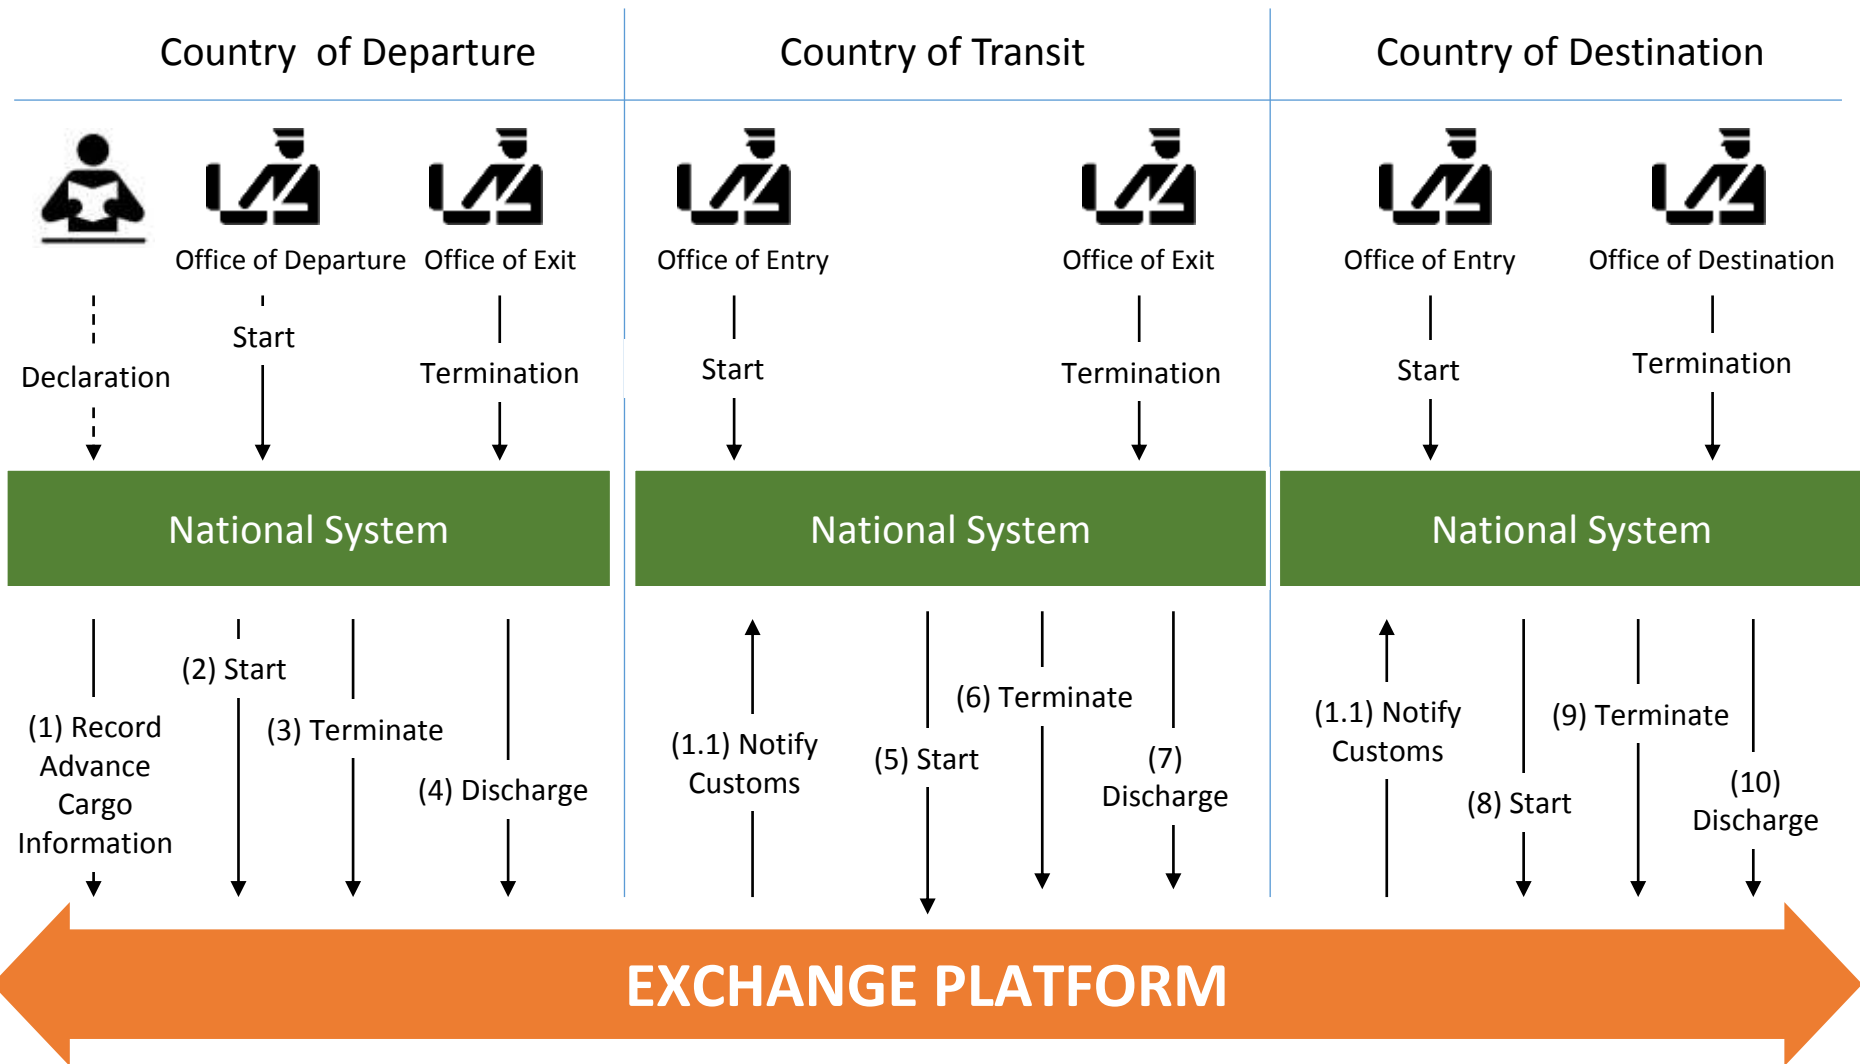 Country of Departure
Country of Transit
Country of Destination
Office of Departure
Office of Exit
Office of Entry
Office of Exit
Office of Entry
Office of Destination
Declaration
Start
Termination
Start
Termination
Start
Termination
National System
National System
National System
(1) Record
Advance
Cargo
Information
(2) Start
(3) Terminate
(4) Discharge
(1.1) Notify
Customs
(5) Start
(6) Terminate
(7)
Discharge
(1.1) Notify
Customs
(8) Start
(9) Terminate
(10)
Discharge
EXCHANGE PLATFORM